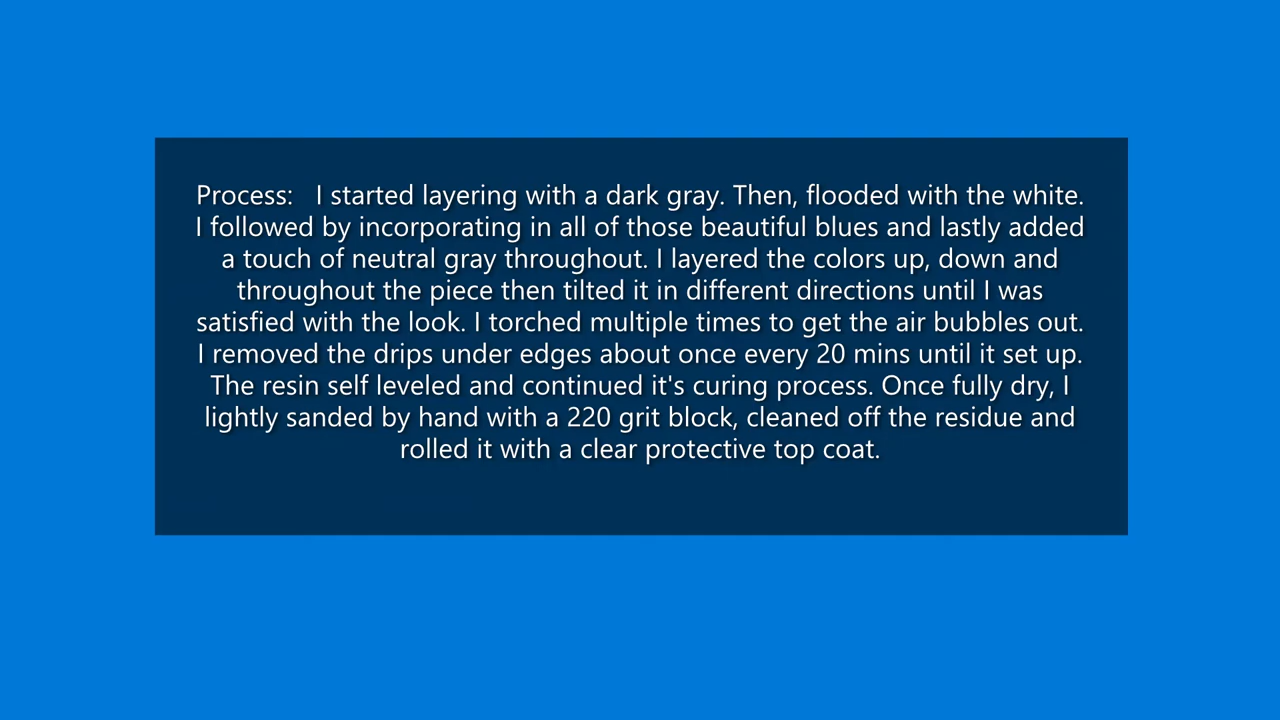 Process:   I started layering with a dark gray. Then, flooded with the white.
I followed by incorporating in all of those beautiful blues and lastly added
a touch of neutral gray throughout. I layered the colors up, down and
throughout the piece then tilted it in different directions until I was
satisfied with the look. I torched multiple times to get the air bubbles out.
I removed the drips under edges about once every 20 mins until it set up.
The resin self leveled and continued it's curing process. Once fully dry, I
lightly sanded by hand with a 220 grit block, cleaned off the residue and
rolled it with a clear protective top coat.